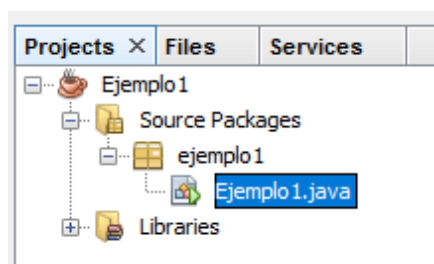 Projects × Files Services
Ejemplo1
Source Packages
ejemplo1
Ejemplo1.java
Libraries